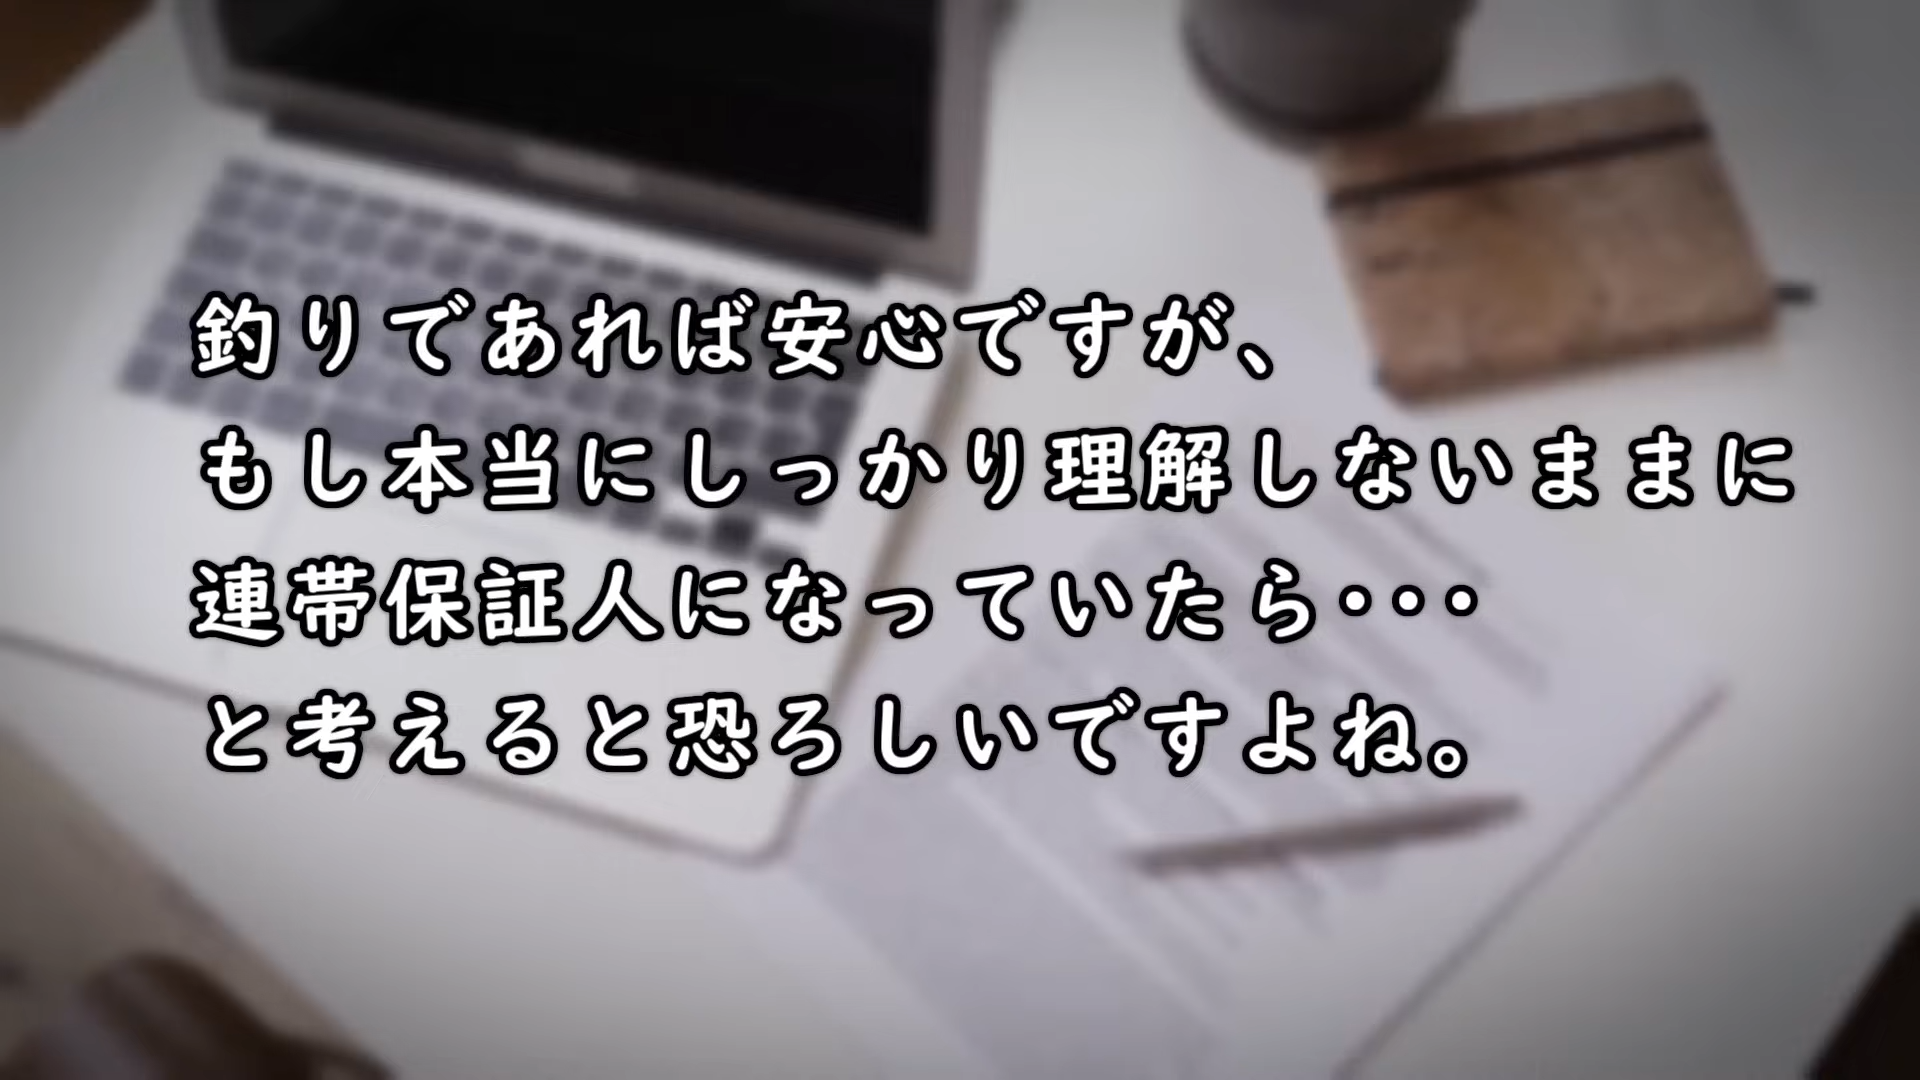 釣りであれば安心ですが、
もし本当にしっかり理解しないままに
連帯保証人になっていたら･･･
と考えると恐ろしいですよね。